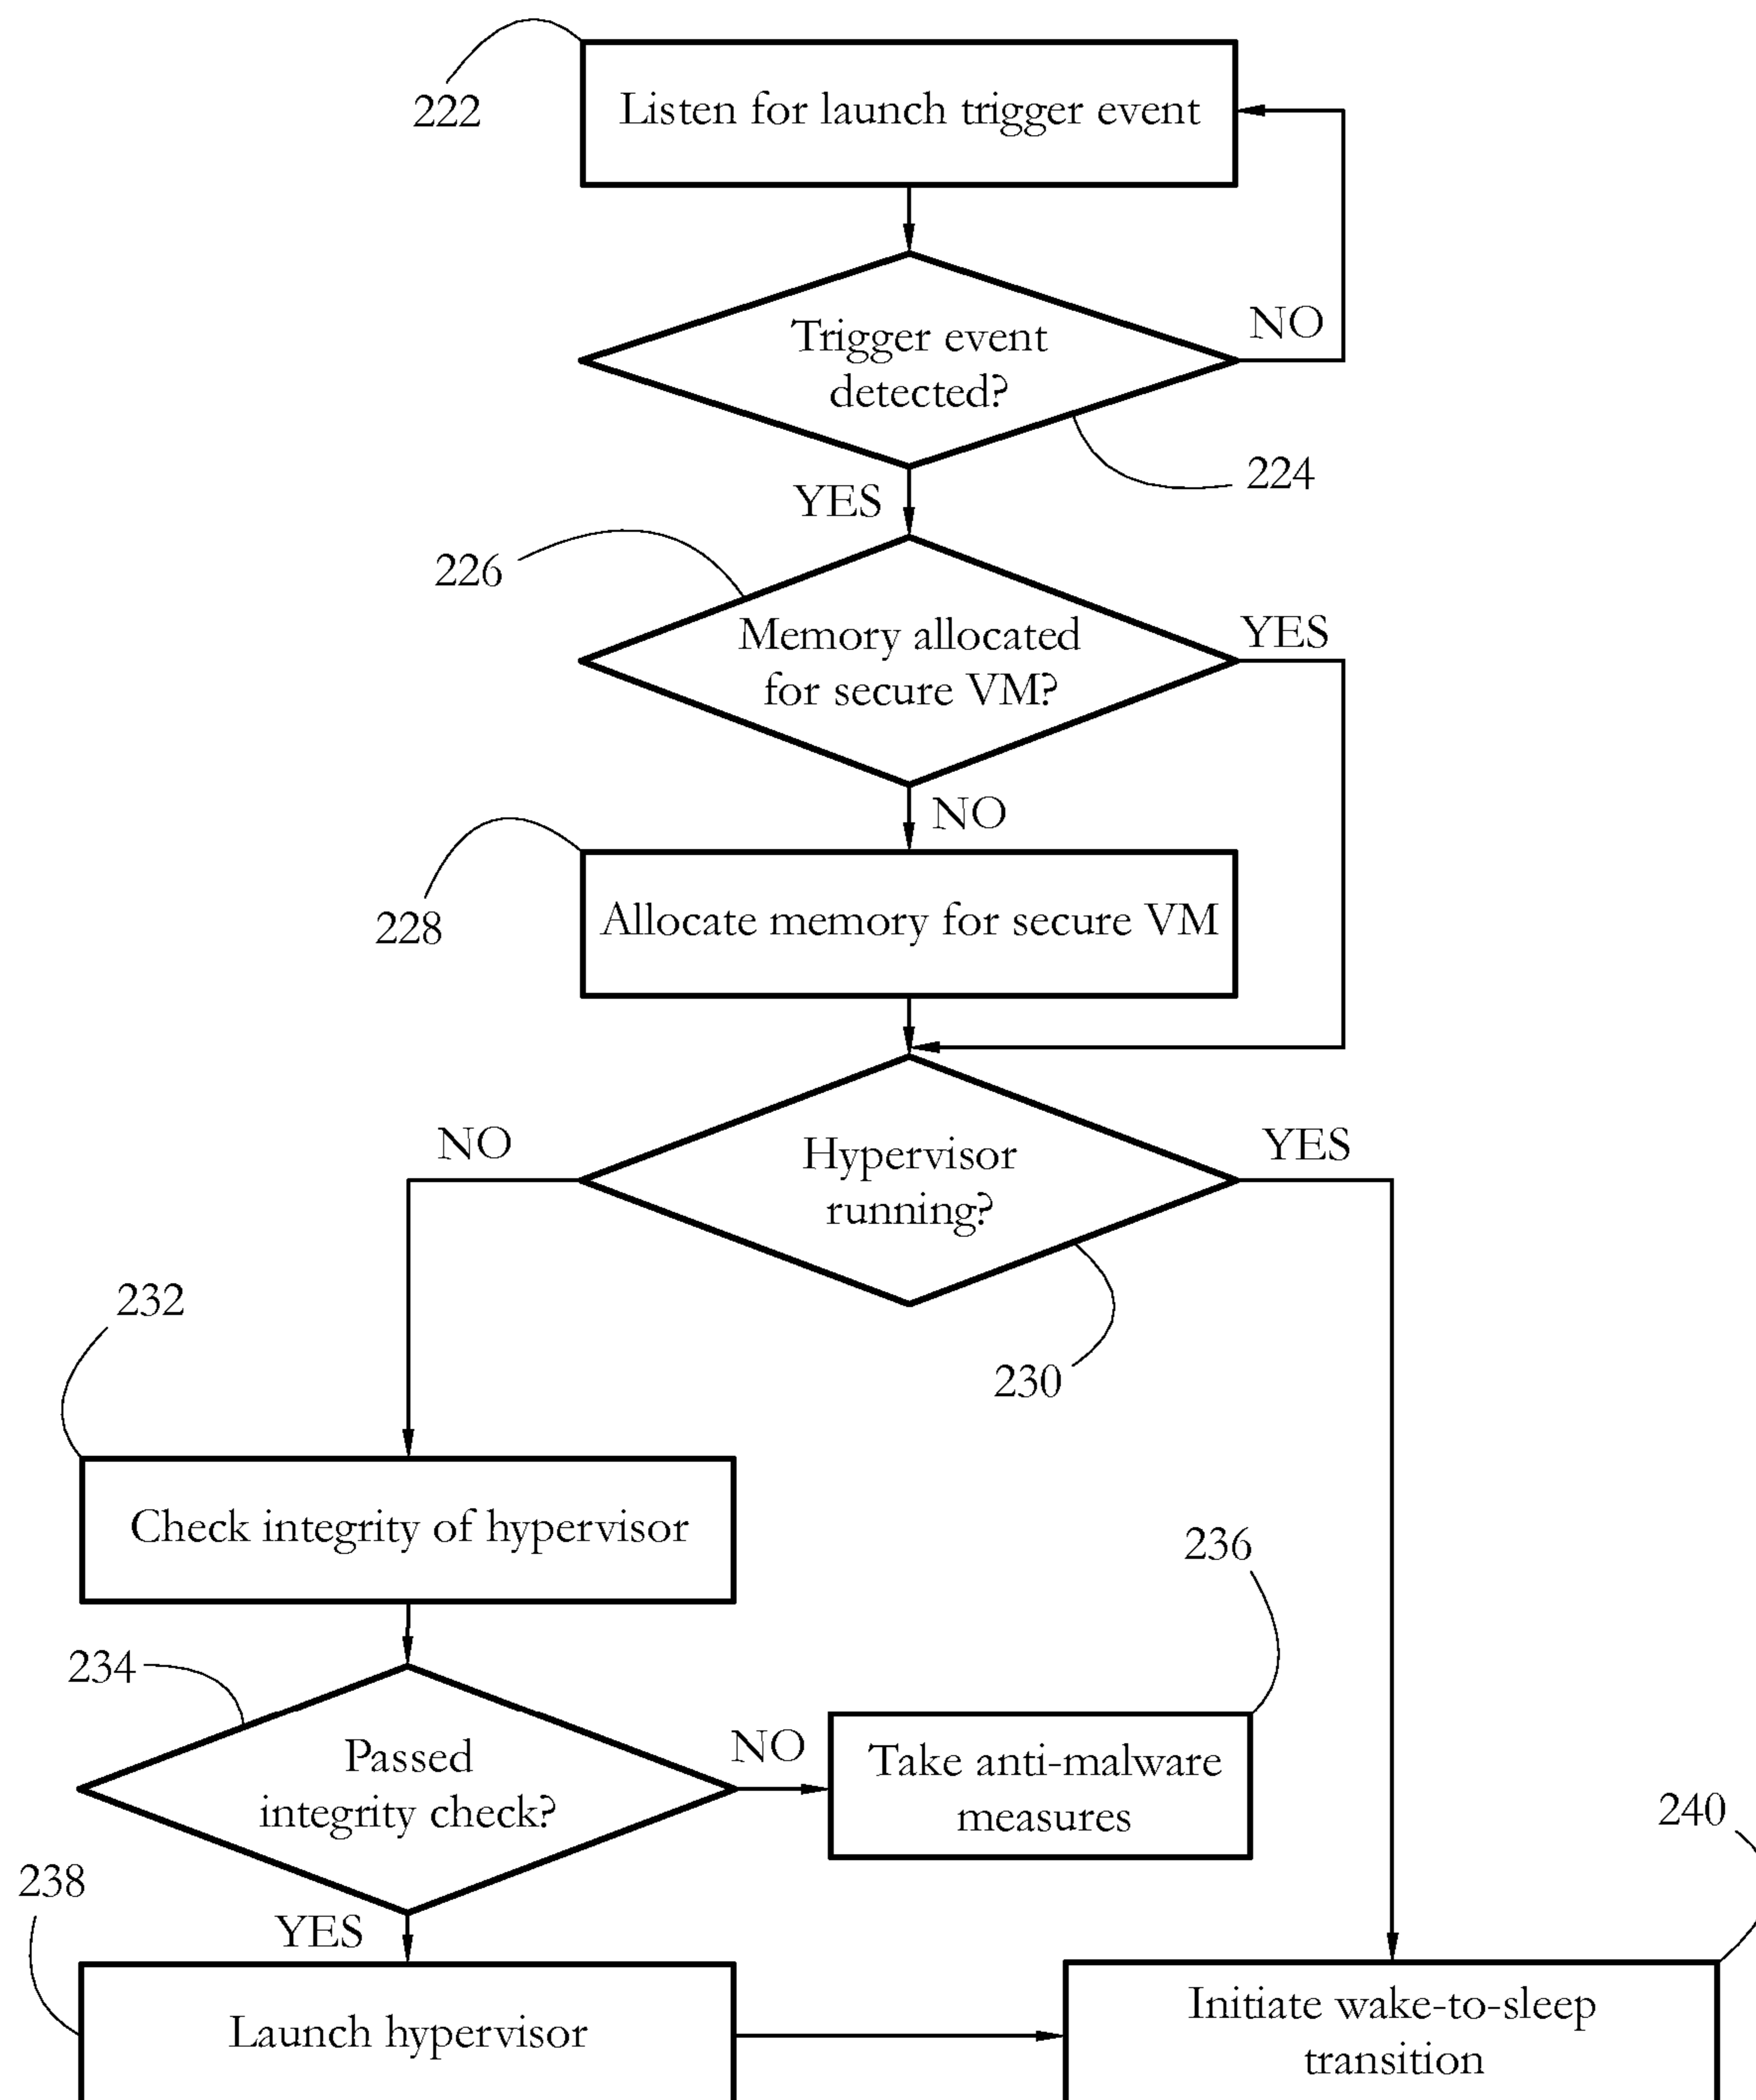 222
Listen for launch trigger event
Trigger event
detected?
NO
224
YES
226
Memory allocated
for secure VM?
YES
NO
228
Allocate memory for secure VM
NO
Hypervisor
running?
YES
232
230
Check integrity of hypervisor
236
234
Passed
integrity check?
NO
Take anti-malware
measures
240
238
YES
Launch hypervisor
Initiate wake-to-sleep
transition